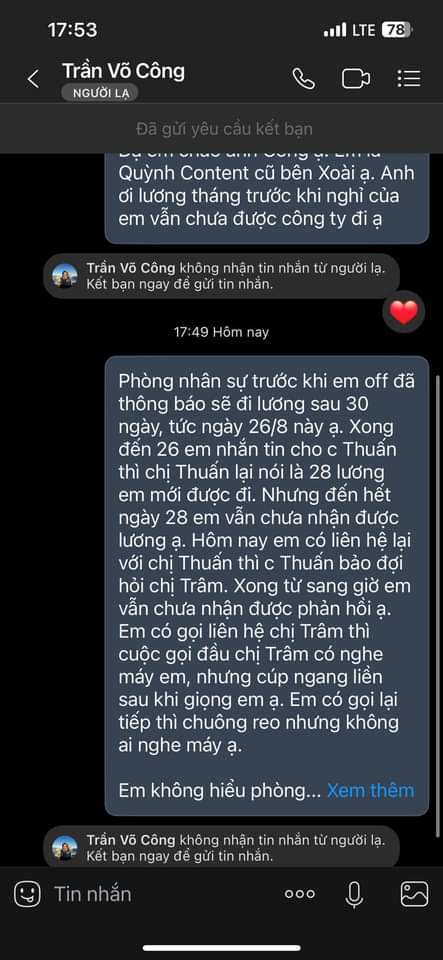 17:53
LTE 78
Trần Võ Công
NGƯỜI LẠ
Đã gửi yêu cầu kết bạn
Dạ em chào anh Công ạ. Em là
Quỳnh Content cũ bên Xoài ạ. Anh
ơi lương tháng trước khi nghỉ của
em vẫn chưa được công ty đi ạ
Trần Võ Công không nhận tin nhắn từ người lạ.
Kết bạn ngay để gửi tin nhắn.
17:49 Hôm nay
Phòng nhân sự trước khi em off đã
thông báo sẽ đi lương sau 30
ngày, tức ngày 26/8 này ạ. Xong
đến 26 em nhắn tin cho c Thuấn
thì chị Thuấn lại nói là 28 lương
em mới được đi. Nhưng đến hết
ngày 28 em vẫn chưa nhận được
lương ạ. Hôm nay em có liên hệ lại
với chị Thuấn thì c Thuấn bảo đợi
hỏi chị Trâm. Xong từ sang giờ em
vẫn chưa nhận được phản hồi ạ.
Em có gọi liên hệ chị Trâm thì
cuộc gọi đầu chị Trâm có nghe
máy em, nhưng cúp ngang liền
sau khi giọng em ạ. Em có gọi lại
tiếp thì chuông reo nhưng không
ai nghe máy ạ.
Em không hiểu phòng... Xem thêm
Trần Võ Công không nhận tin nhắn từ người lạ.
Kết bạn ngay để gửi tin nhắn.
Tin nhắn